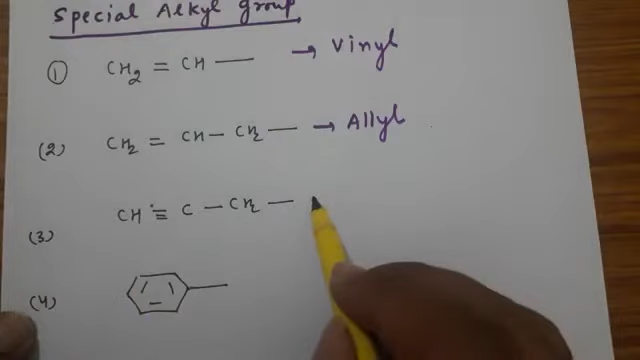 Special Alkyl group
① CH₂ = CH — → Vinyl
(2) CH₂ = CH — CH₂ — → Allyl
(3) CH ≡ C — CH₂ —
(4)